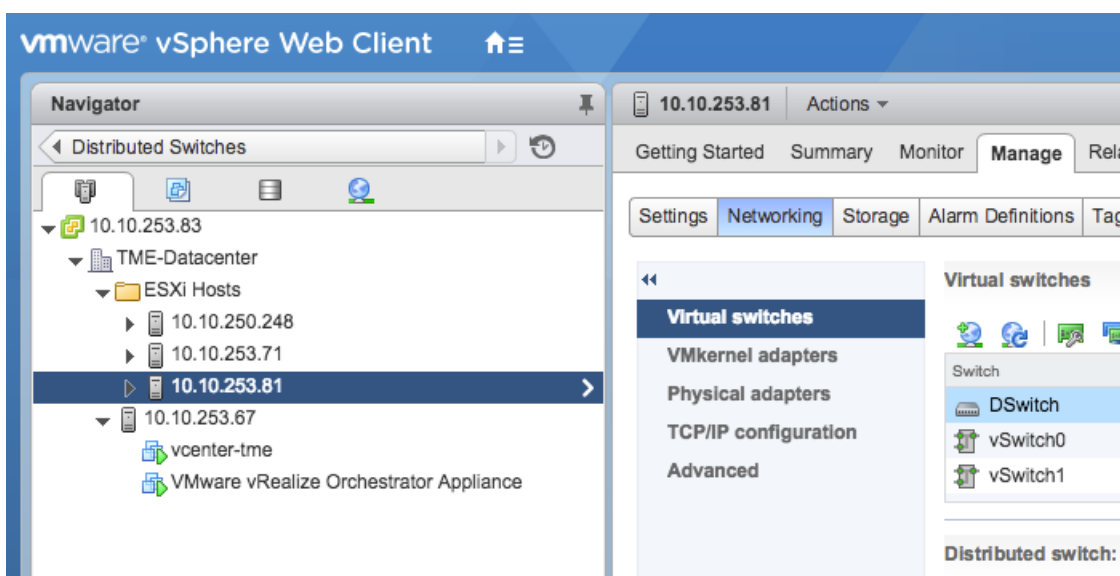 vmware® vSphere Web Client
Navigator
Distributed Switches
10.10.253.83
TME-Datacenter
ESXi Hosts
10.10.250.248
10.10.253.71
10.10.253.81
10.10.253.67
vcenter-tme
VMware vRealize Orchestrator Appliance
10.10.253.81 Actions
Getting Started Summary Monitor Manage Rela
Settings Networking Storage Alarm Definitions Tag
Virtual switches
VMkernel adapters
Physical adapters
TCP/IP configuration
Advanced
Virtual switches
Switch
DSwitch
vSwitch0
vSwitch1
Distributed switch: